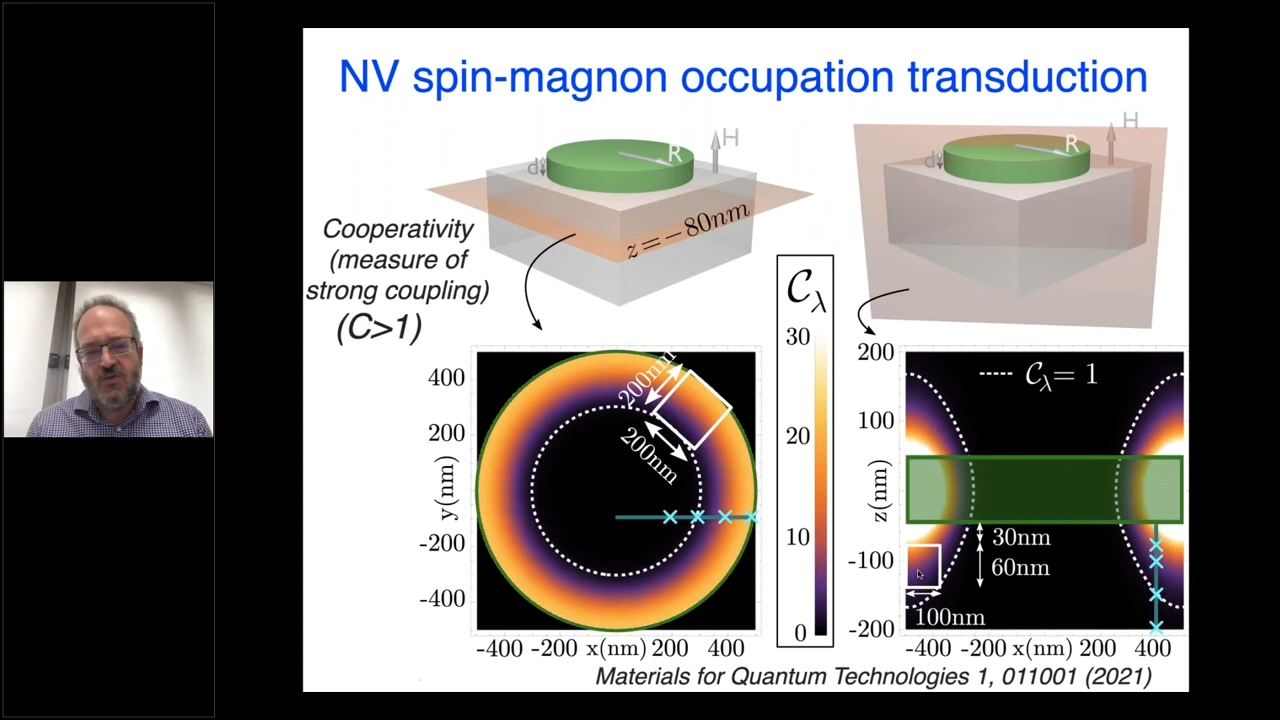 NV spin-magnon occupation transduction
d
R
H
z = −80nm
d
R
H
Cooperativity
(measure of
strong coupling)
(C>1)
𝒞λ
30
20
10
0
400
200
-200
-400
y(nm)
-400 -200 x(nm) 200 400
200nm
200nm
200
100
-100
-200
z(nm)
𝒞λ = 1
30nm
60nm
100nm
-400 -200 x(nm) 200 400
Materials for Quantum Technologies 1, 011001 (2021)